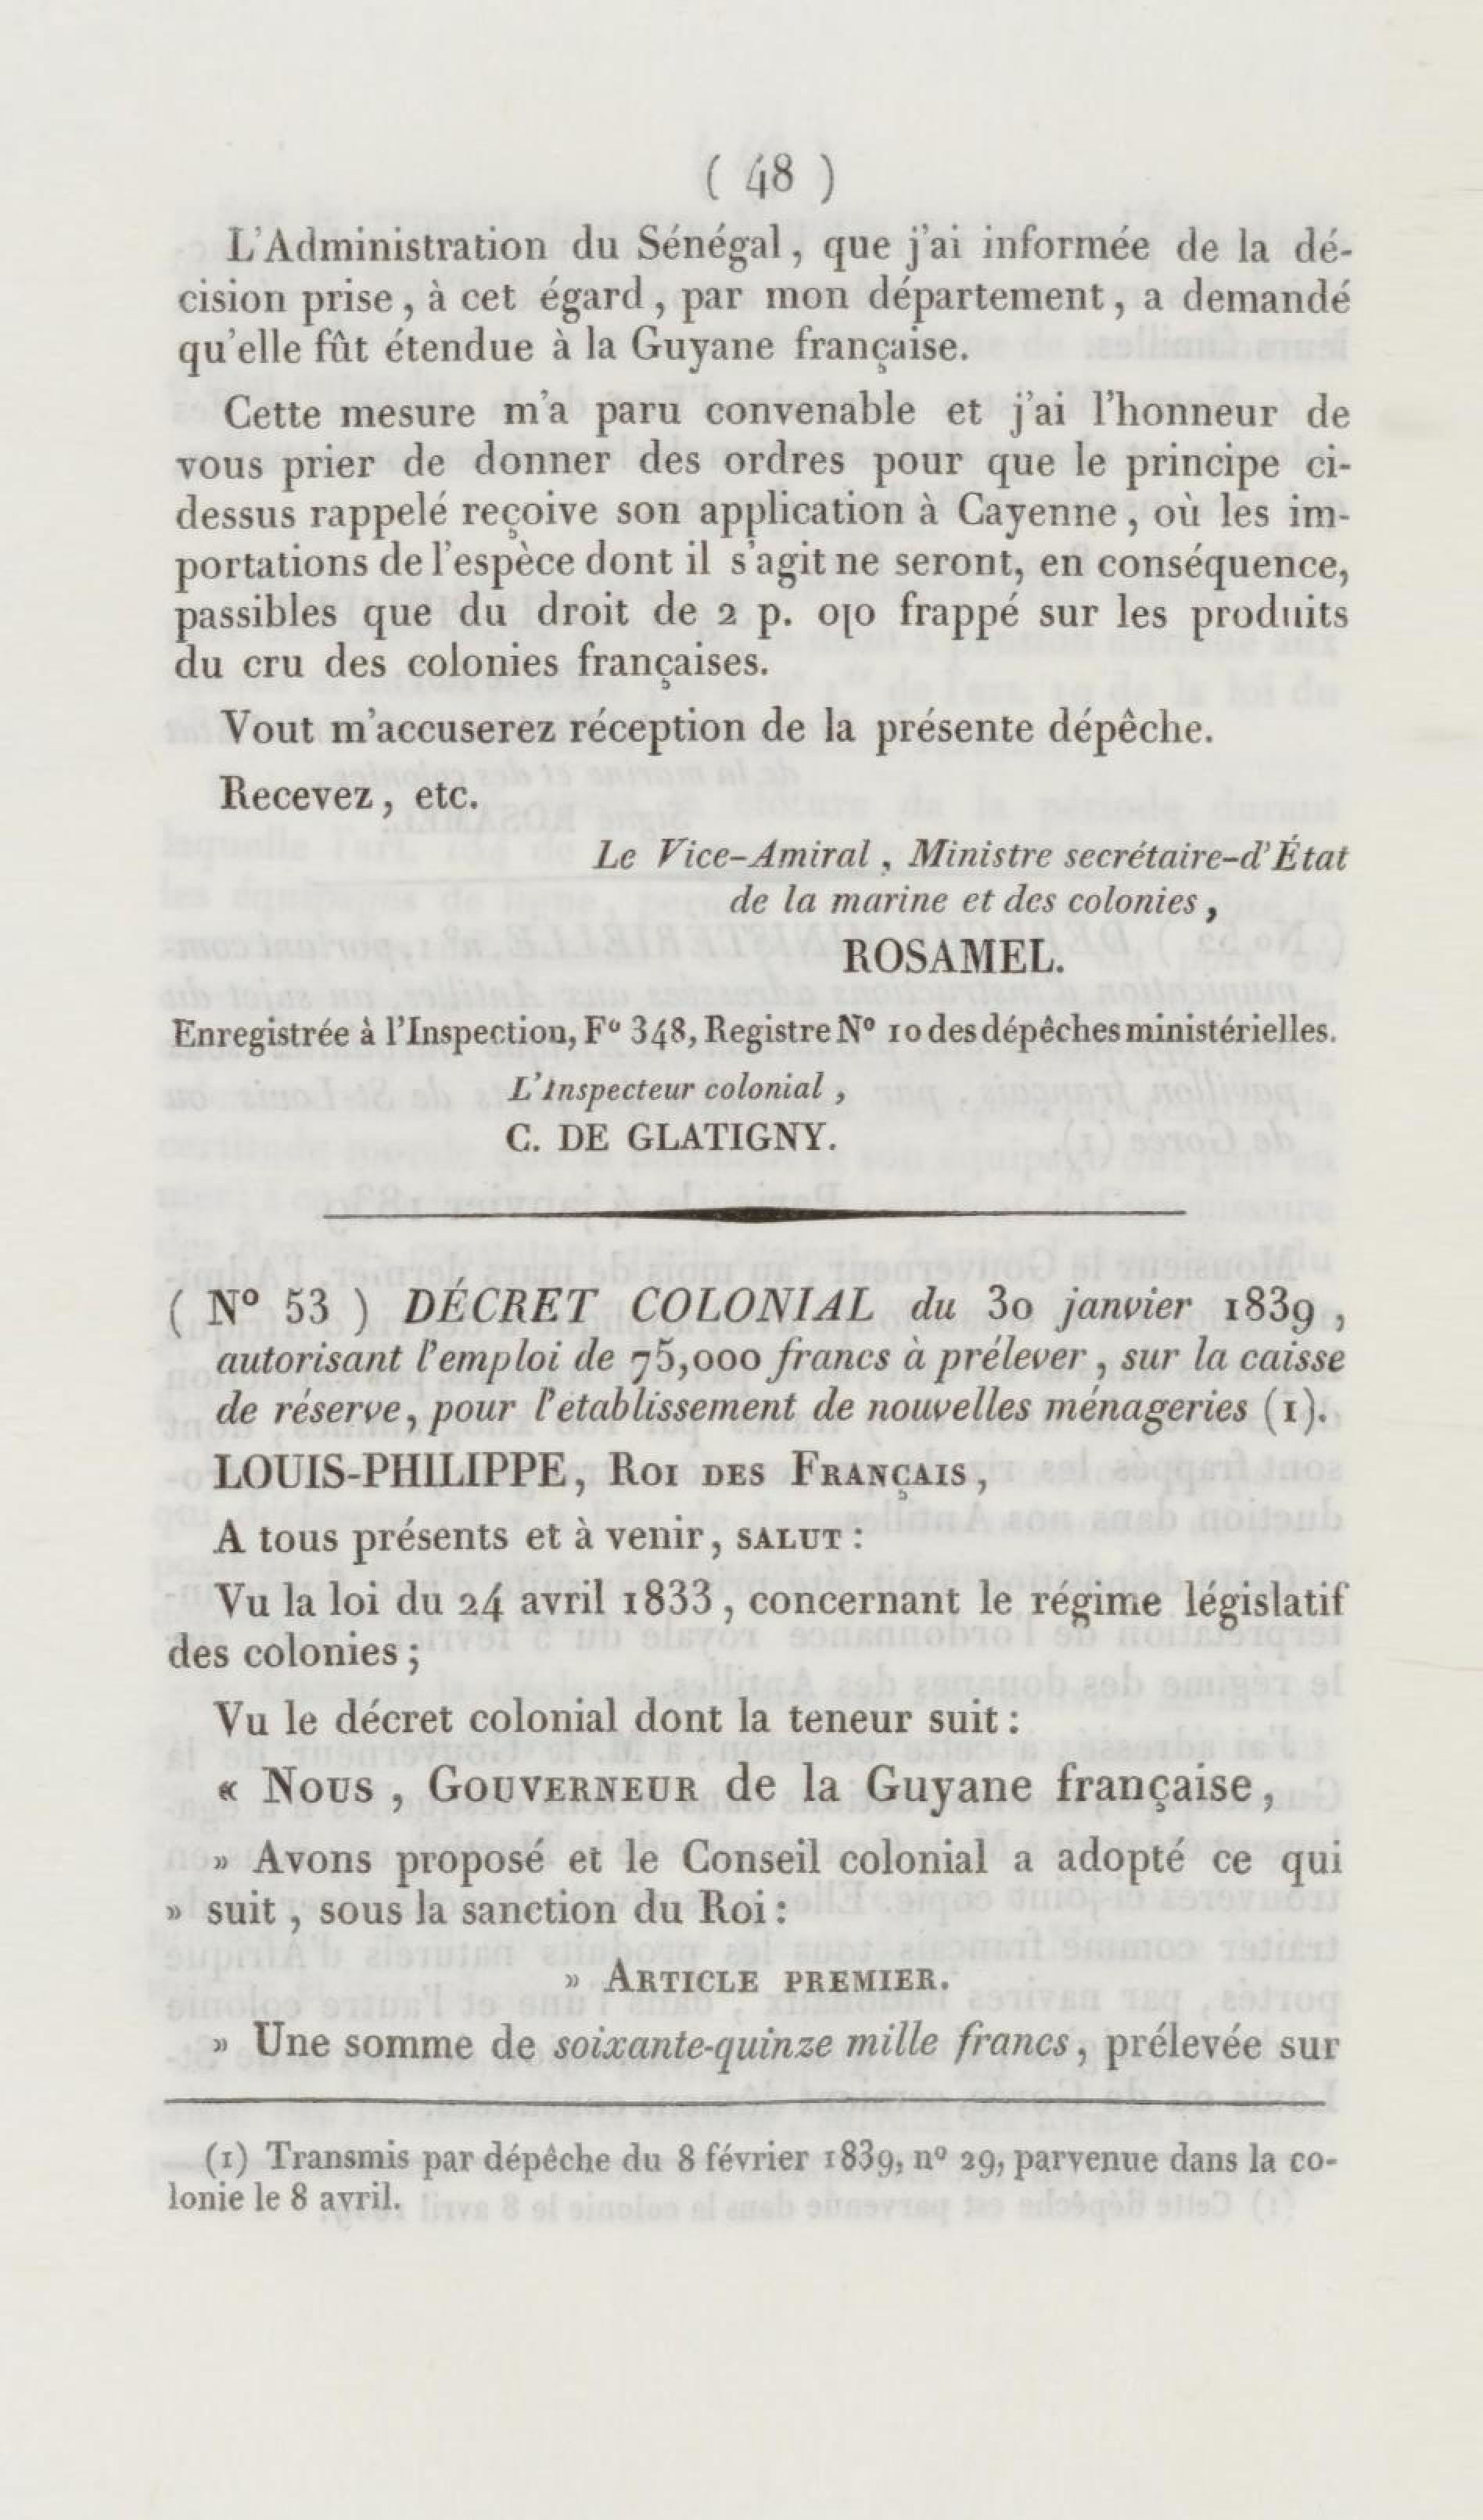 ( 48 )
L'Administration du Sénégal, que j'ai informée de la dé-
cision prise, à cet égard, par mon département, a demandé
qu'elle fût étendue à la Guyane française.
Cette mesure m'a paru convenable et j'ai l'honneur de
vous prier de donner des ordres pour que le principe ci-
dessus rappelé reçoive son application à Cayenne, où les im-
portations de l'espèce dont il s'agit ne seront, en conséquence,
passibles que du droit de 2 p. 0|0 frappé sur les produits
du cru des colonies françaises.
Vout m'accuserez réception de la présente dépêche.
Recevez, etc.
Le Vice-Amiral, Ministre secrétaire-d'État
de la marine et des colonies,
ROSAMEL.
Enregistrée à l'Inspection, Fº 348, Registre Nº 10 des dépêches ministérielles.
L'Inspecteur colonial,
C. DE GLATIGNY.
( Nº 53 ) DÉCRET COLONIAL du 30 janvier 1839,
autorisant l'emploi de 75,000 francs à prélever, sur la caisse
de réserve, pour l'établissement de nouvelles ménageries (1).
LOUIS-PHILIPPE, ROI DES FRANÇAIS,
A tous présents et à venir, SALUT :
Vu la loi du 24 avril 1833, concernant le régime législatif
des colonies ;
Vu le décret colonial dont la teneur suit :
« NOUS, GOUVERNEUR de la Guyane française,
» Avons proposé et le Conseil colonial a adopté ce qui
» suit, sous la sanction du Roi :
» ARTICLE PREMIER.
» Une somme de soixante-quinze mille francs, prélevée sur
(1) Transmis par dépêche du 8 février 1839, nº 29, parvenue dans la co-
lonie le 8 avril.